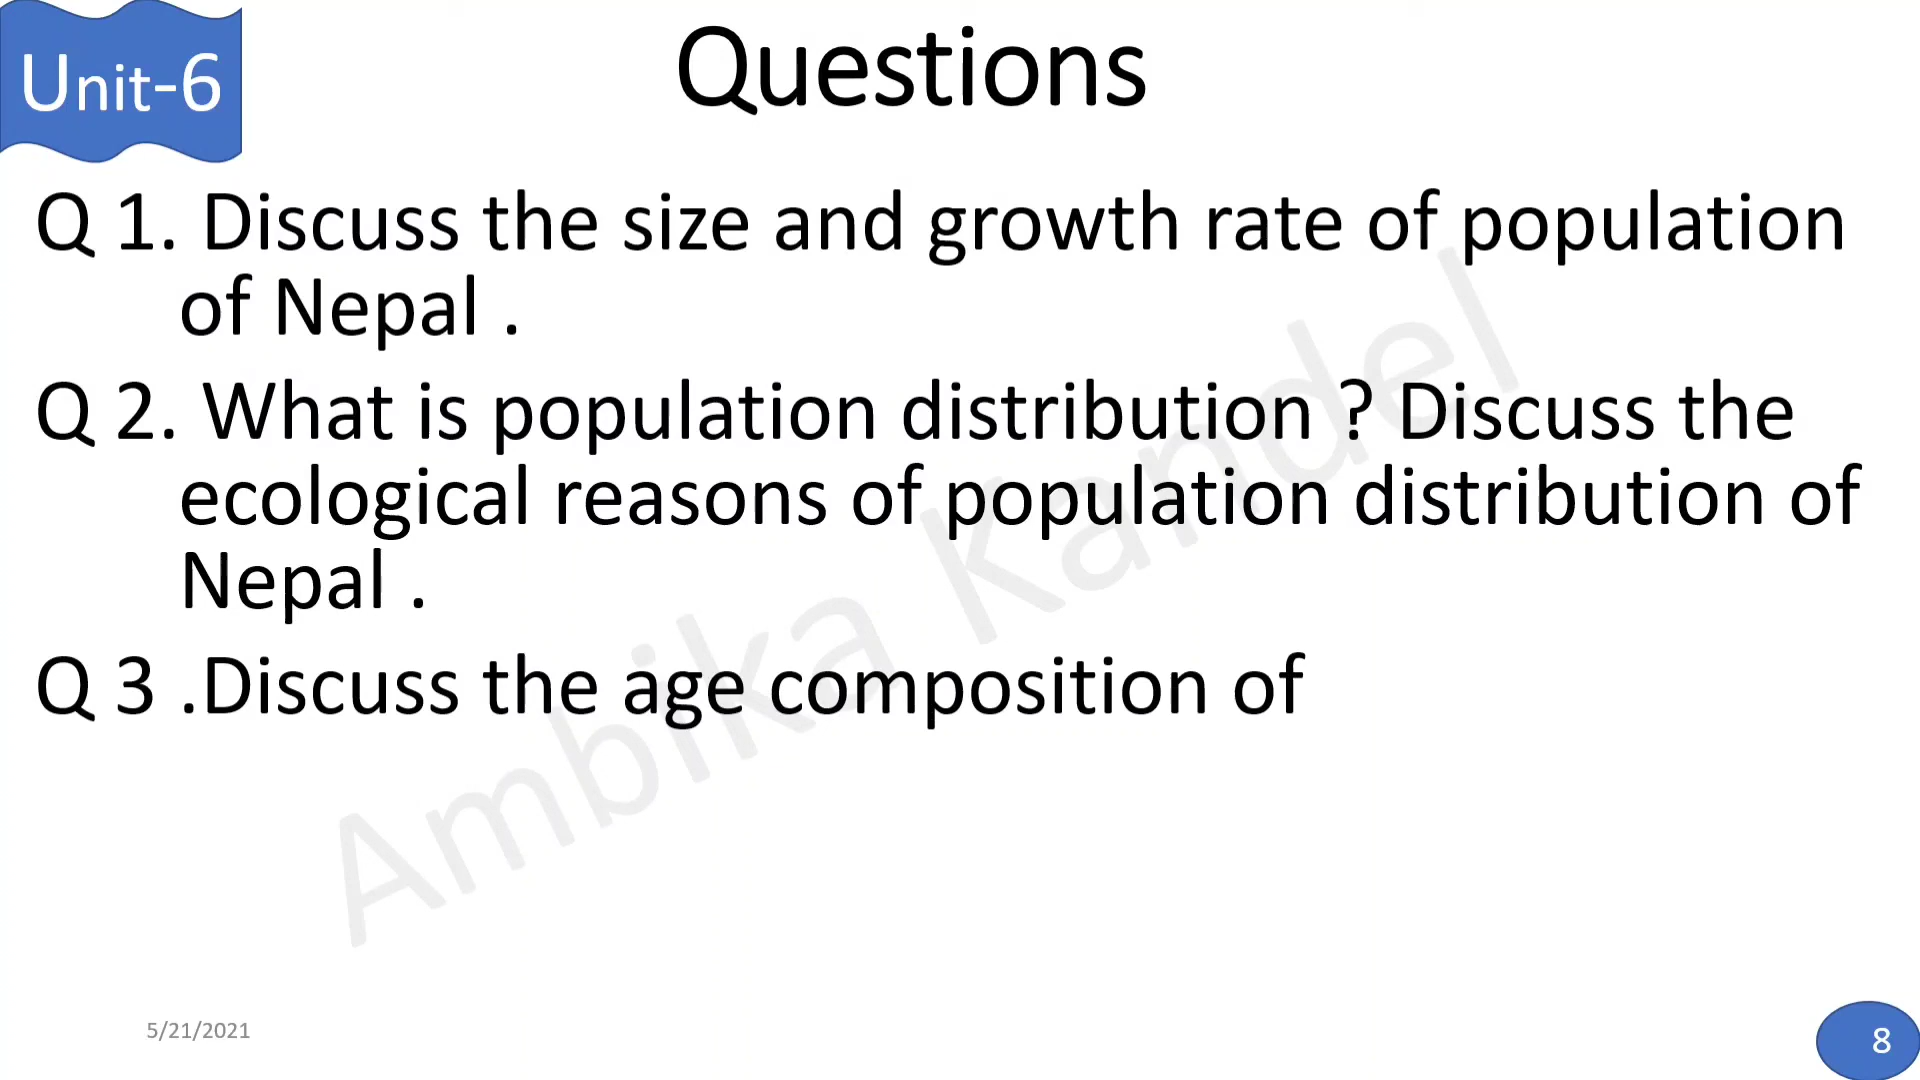 Unit-6
Questions
Q 1. Discuss the size and growth rate of population
of Nepal .
Q 2. What is population distribution ? Discuss the
ecological reasons of population distribution of
Nepal .
Q 3 .Discuss the age composition of
Ambika Kandel
5/21/2021
8